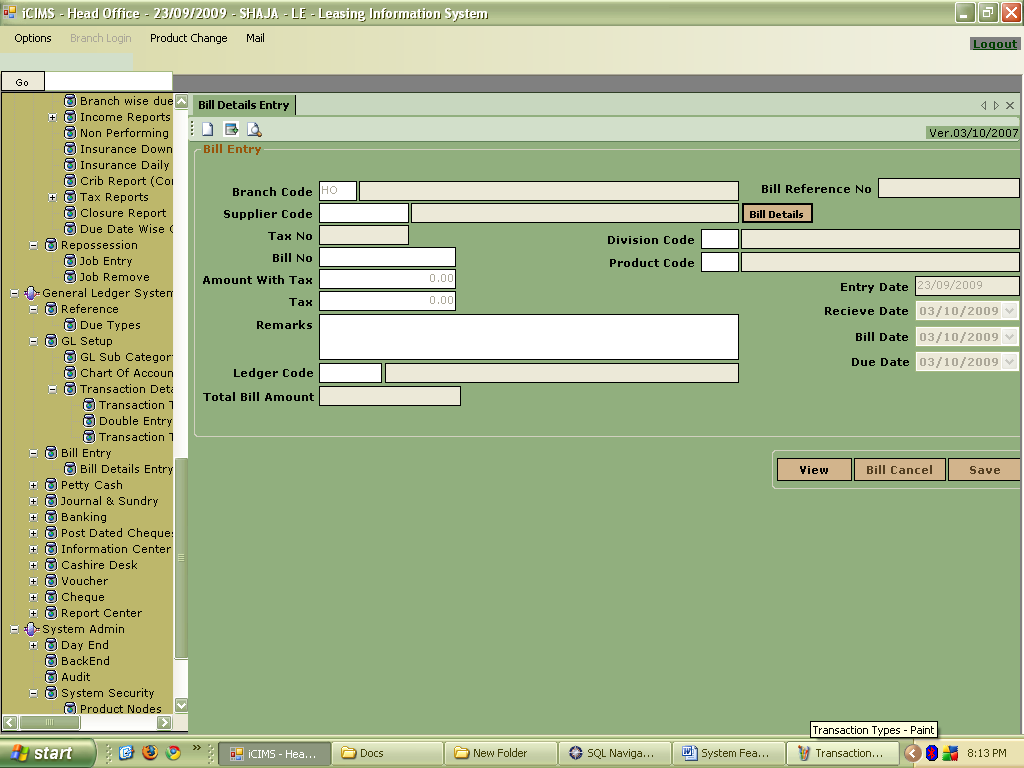 iCIMS - Head Office - 23/09/2009 - SHAJA - LE - Leasing Information System
Options Branch Login Product Change Mail
Logout
Go
Bill Details Entry
Ver.03/10/2007
Branch wise due
Income Reports
Non Performing
Insurance Down
Insurance Daily
Crib Report (Co
Tax Reports
Closure Report
Due Date Wise
Repossession
Job Entry
Job Remove
General Ledger System
Reference
Due Types
GL Setup
GL Sub Categor
Chart Of Accoun
Transaction Deta
Transaction T
Double Entry
Transaction T
Bill Entry
Bill Details Entry
Petty Cash
Journal & Sundry
Banking
Post Dated Cheque
Information Center
Cashire Desk
Voucher
Cheque
Report Center
System Admin
Day End
BackEnd
Audit
System Security
Product Nodes
Bill Entry
Branch Code HO
Bill Reference No
Supplier Code
Bill Details
Tax No
Division Code
Bill No
Product Code
Amount With Tax 0.00
Entry Date 23/09/2009
Tax 0.00
Recieve Date 03/10/2009
Remarks
Bill Date 03/10/2009
Due Date 03/10/2009
Ledger Code
Total Bill Amount
View Bill Cancel Save
Transaction Types - Paint
start
»
iCIMS - Hea...
Docs
New Folder
SQL Naviga...
System Fea...
Transaction...
8:13 PM